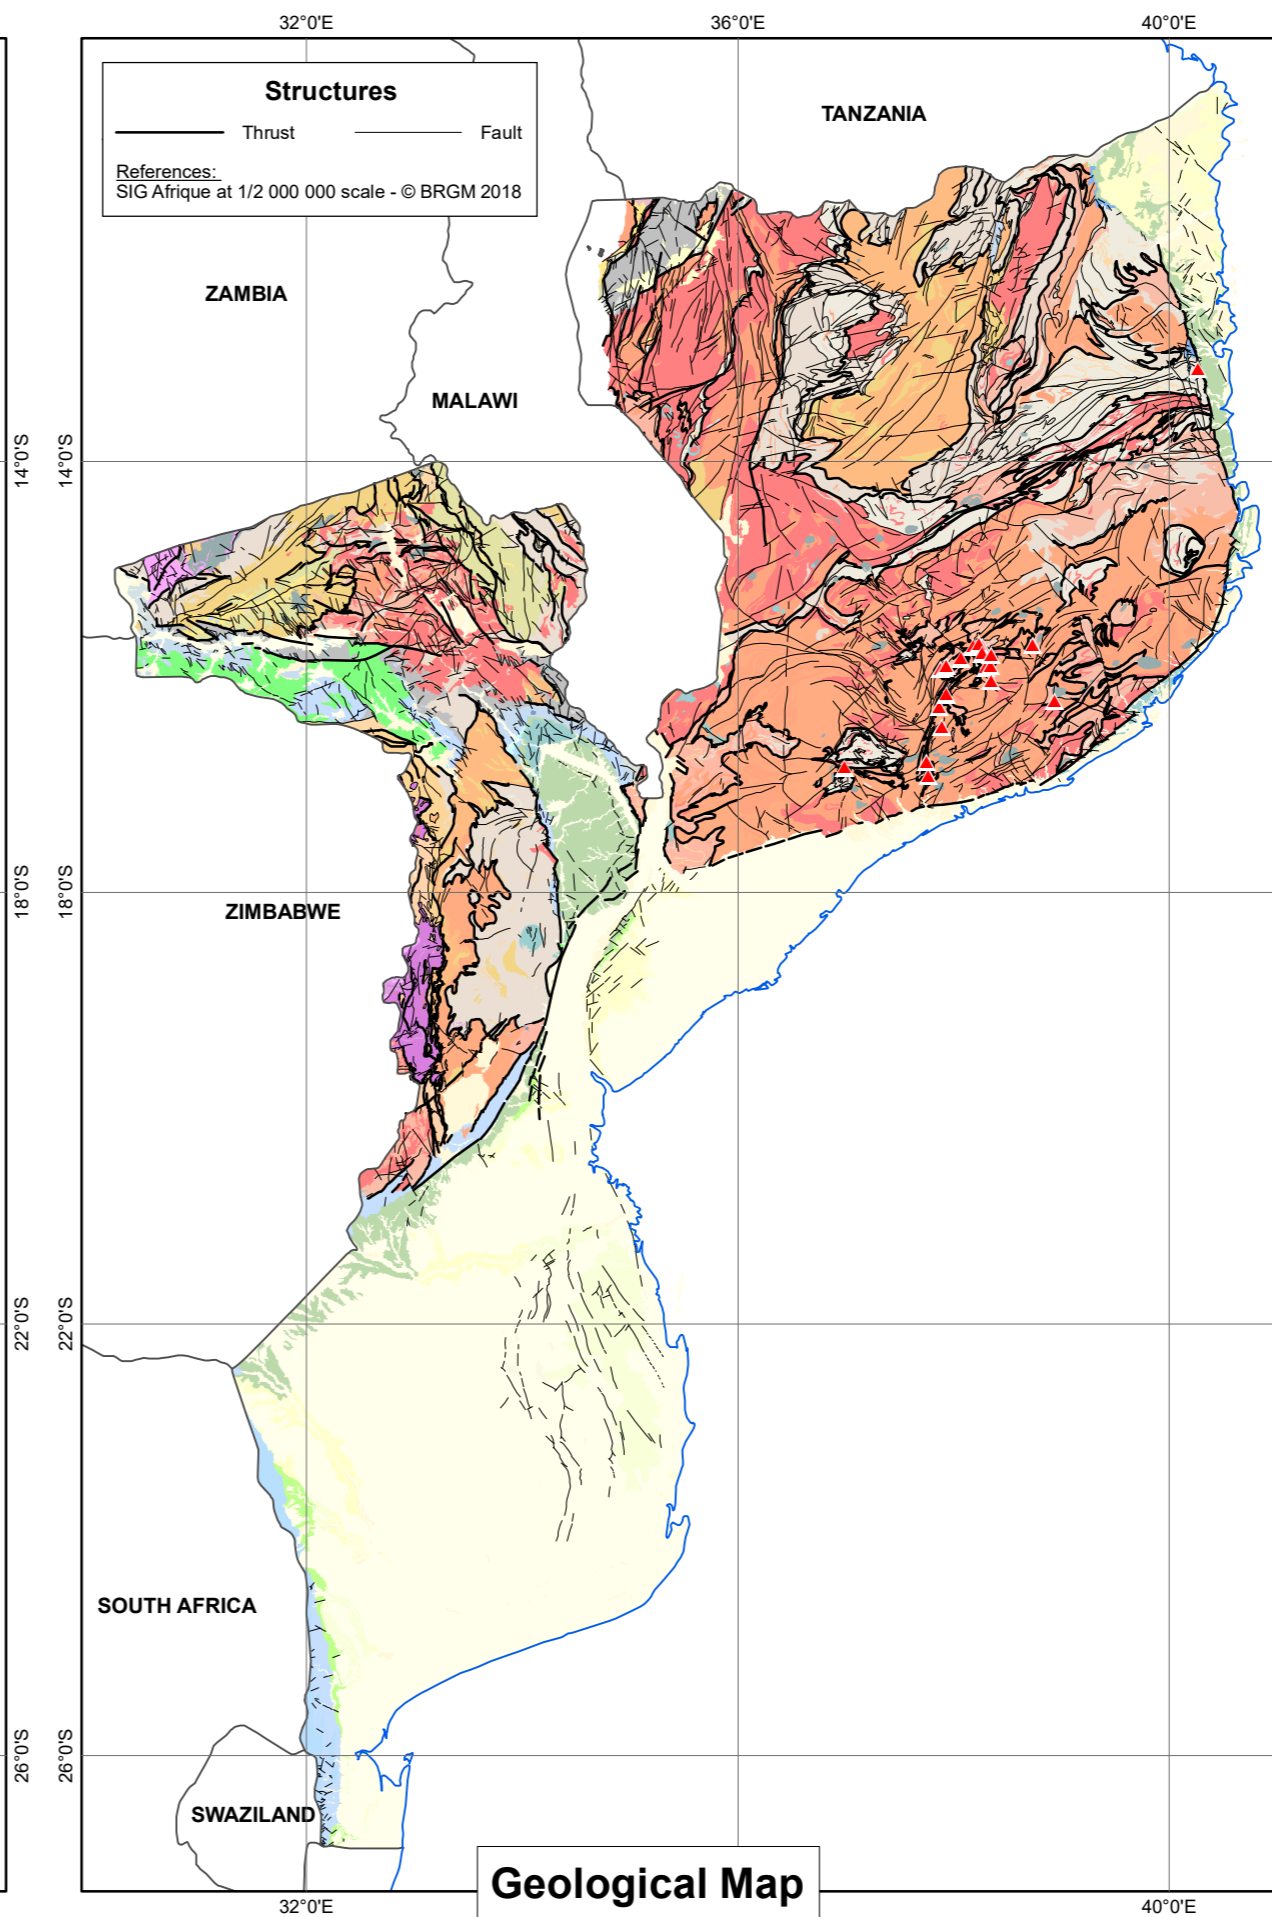 32°0'E 36°0'E 40°0'E
Structures
Thrust Fault
References:
SIG Afrique at 1/2 000 000 scale - © BRGM 2018
TANZANIA
ZAMBIA
MALAWI
14°0'S 14°0'S
18°0'S 18°0'S
ZIMBABWE
22°0'S 22°0'S
SOUTH AFRICA
26°0'S 26°0'S
SWAZILAND
Geological Map
32°0'E 40°0'E